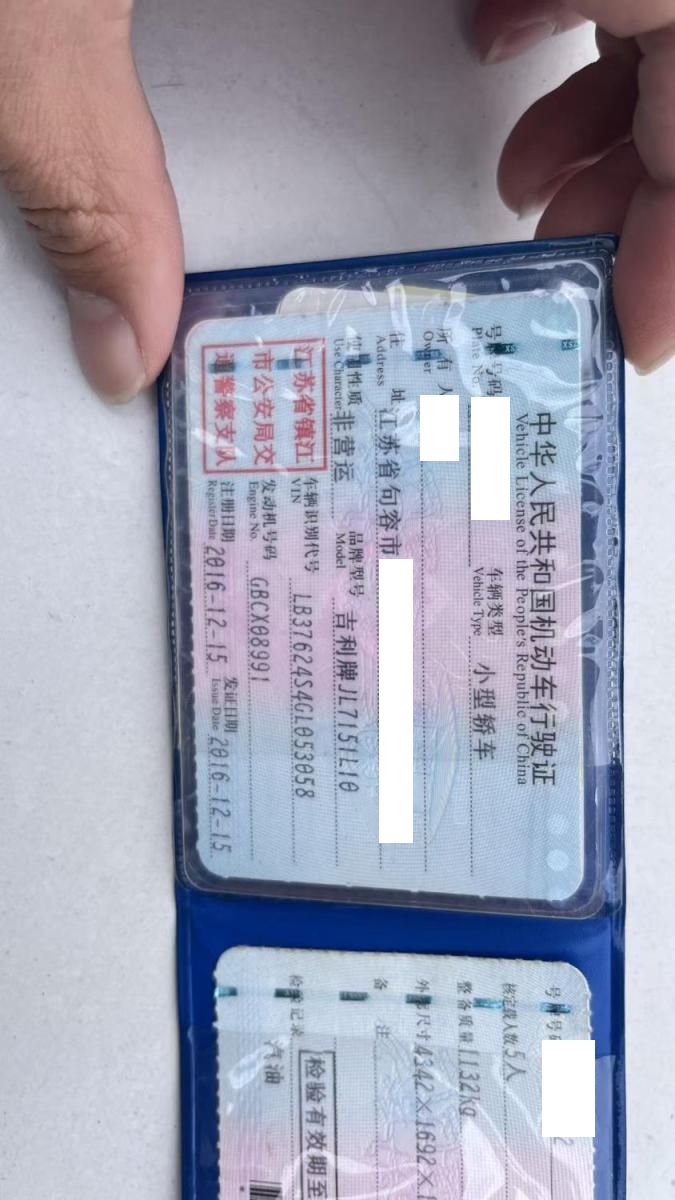 中华人民共和国机动车行驶证
Vehicle License of the People's Republic of China
号牌号码 车辆类型 小型轿车
Plate No. Vehicle Type
所有人
Owner
住址 江苏省句容市
Address
使用性质 非营运 品牌型号 吉利牌JL7151L10
Use Character Model
江苏省镇江
市公安局交
通警察支队
车辆识别代号 LB37624S4GL053058
VIN
发动机号码 GBCX08991
Engine No.
注册日期 2016-12-15 发证日期 2016-12-15
Register Date Issue Date
号牌号码
核定载人数 5人
整备质量 1132kg
外廓尺寸 4342×1692×1
备注
检验有效期至
检验记录
汽油